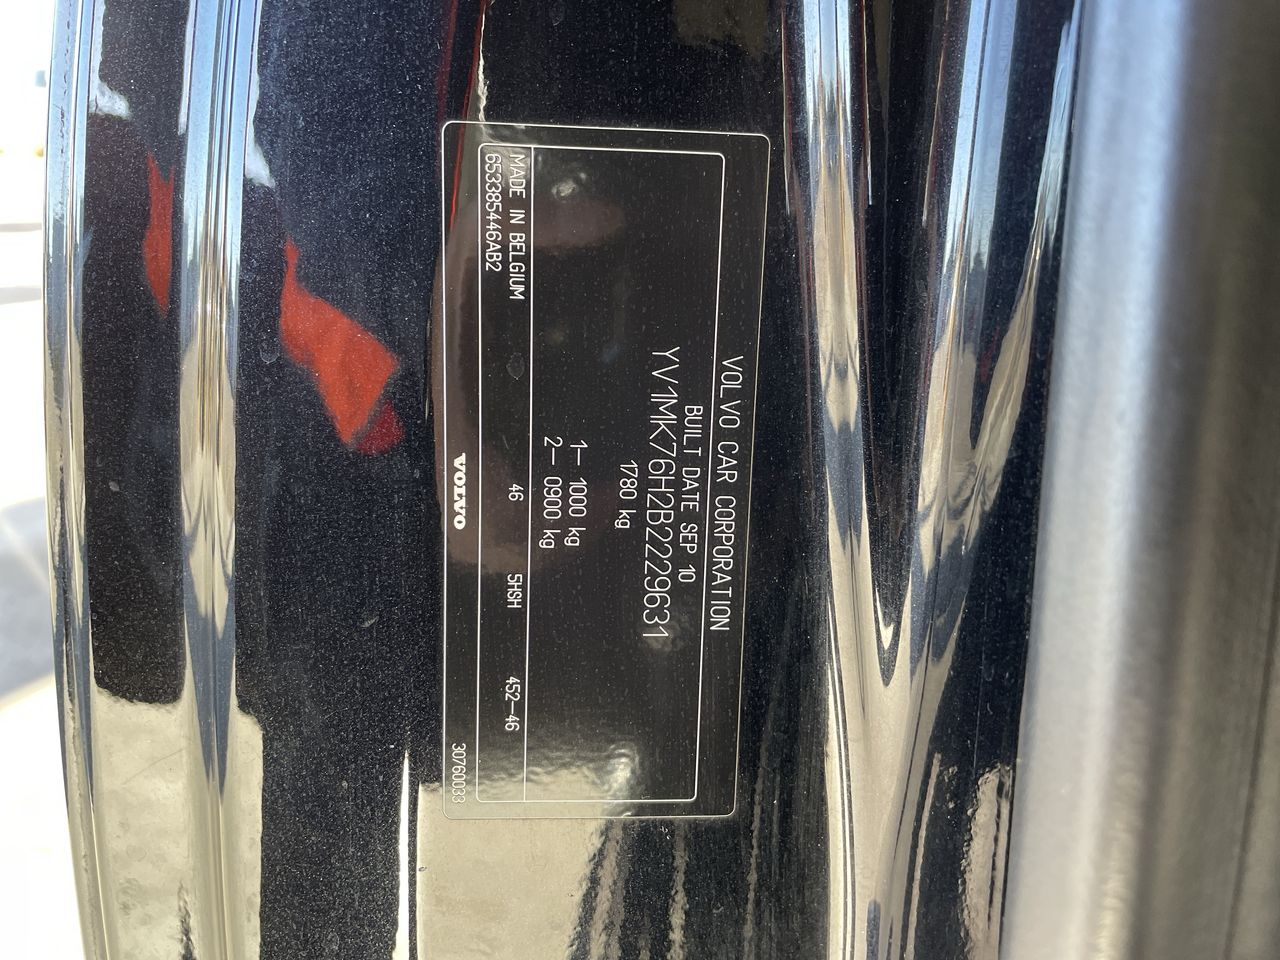 VOLVO CAR CORPORATION
BUILT DATE SEP 10
YV1MK76H2B2229631
1780 kg
1— 1000 kg
2— 0900 kg
MADE IN BELGIUM 46 5HSH 452-46
653385446AB2
VOLVO 30760033